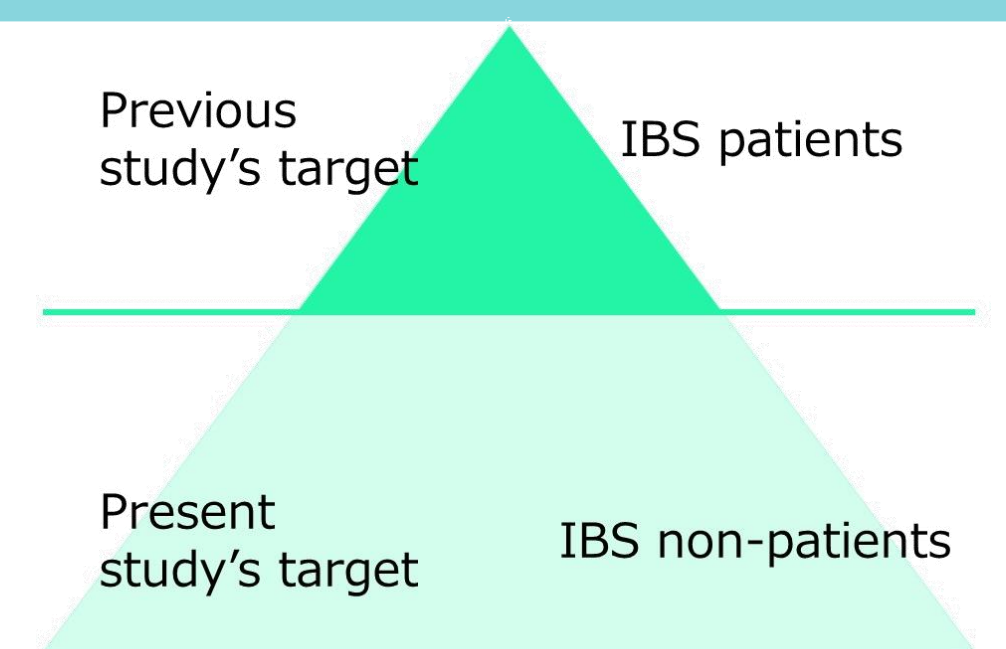 Previous
study’s target
IBS patients
Present
study’s target
IBS non-patients